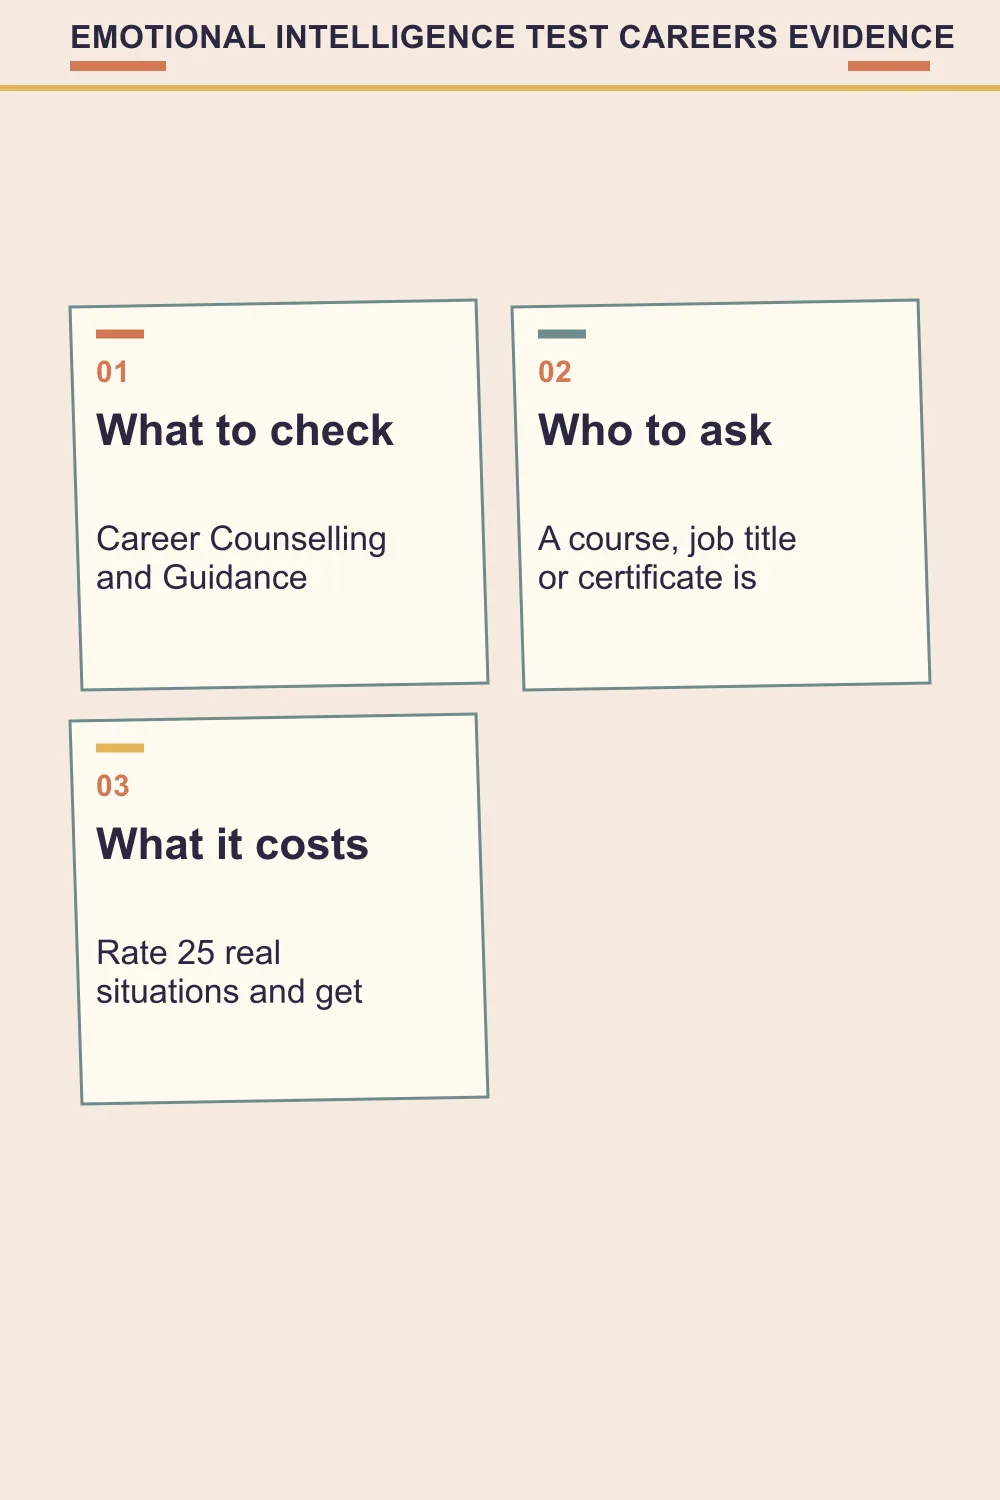 EMOTIONAL INTELLIGENCE TEST CAREERS EVIDENCE
01
What to check
Career Counselling
and Guidance
02
Who to ask
A course, job title
or certificate is
03
What it costs
Rate 25 real
situations and get